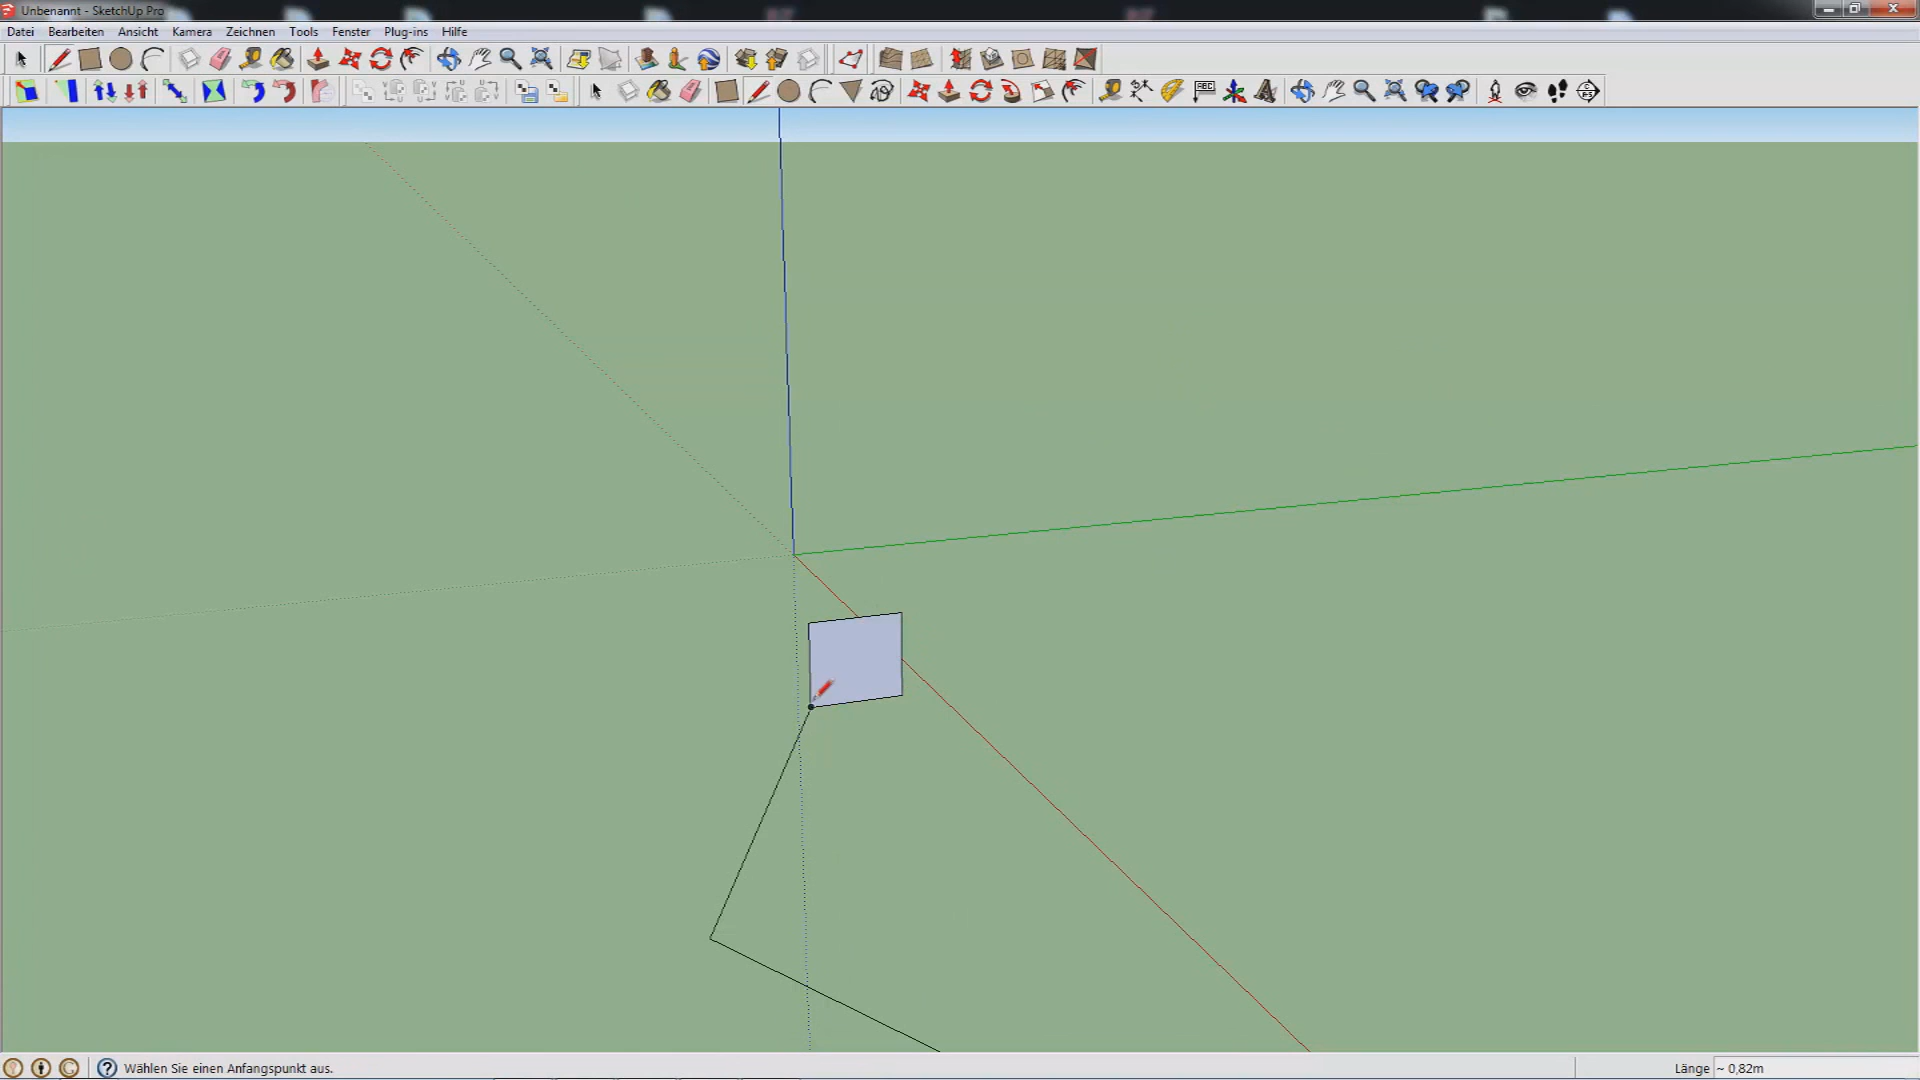 Unbenannt - SketchUp Pro
Datei Bearbeiten Ansicht Kamera Zeichnen Tools Fenster Plug-ins Hilfe
ABC
Wählen Sie einen Anfangspunkt aus.
Länge ~ 0,82m